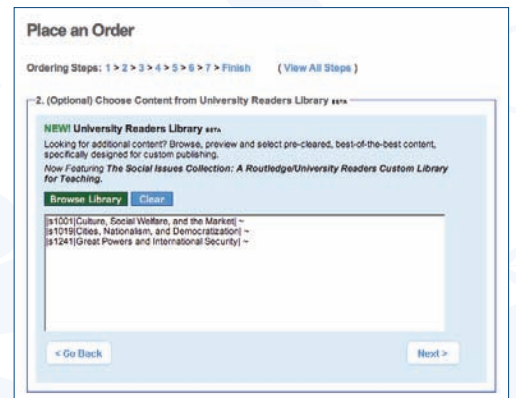 Place an Order
Ordering Steps: 1 > 2 > 3 > 4 > 5 > 6 > 7 > Finish (View All Steps)
2. (Optional) Choose Content from University Readers Library BETA
NEW! University Readers Library BETA
Looking for additional content? Browse, preview and select pre-cleared, best-of-the-best content,
specifically designed for custom publishing.
Now Featuring The Social Issues Collection: A Routledge/University Readers Custom Library
for Teaching.
Browse Library Clear
|s1001|Culture, Social Welfare, and the Market| ~
|s1019|Cities, Nationalism, and Democratization| ~
|s1241|Great Powers and International Security| ~
< Go Back Next >